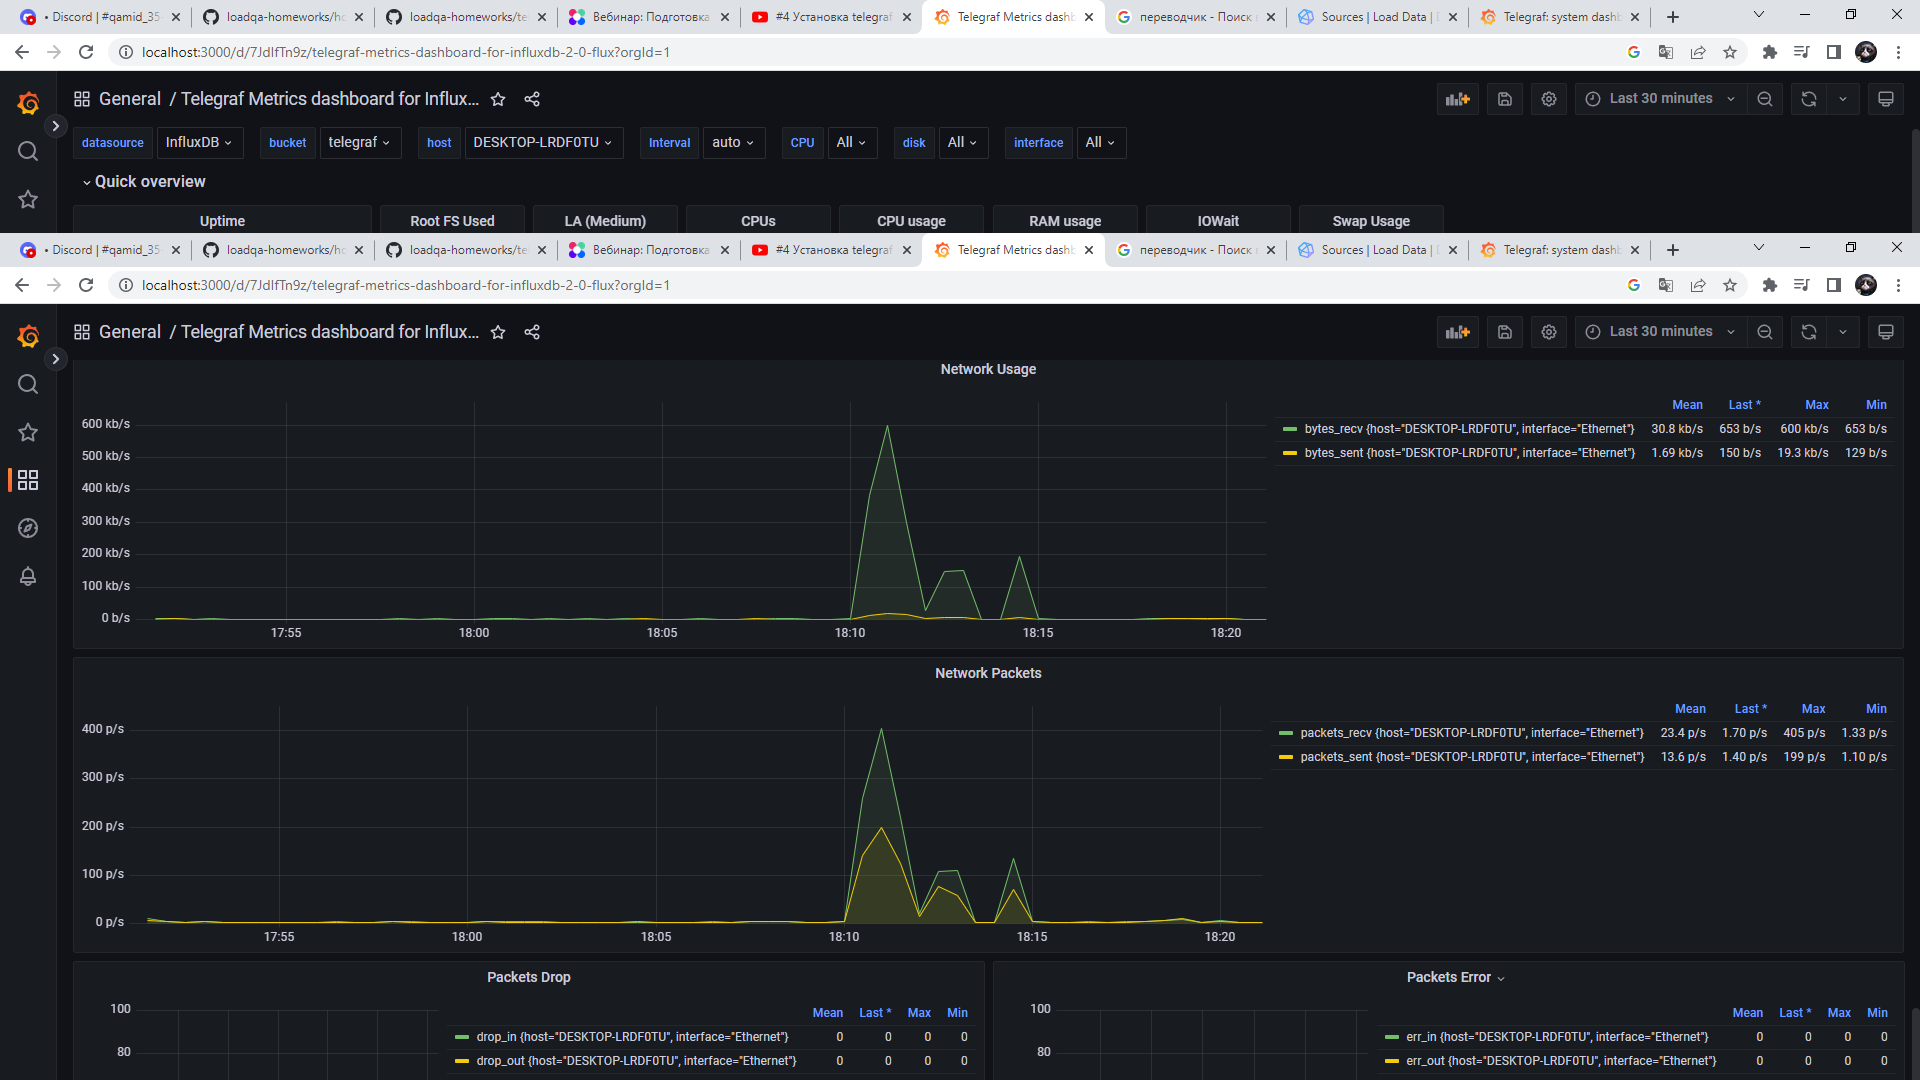 • Discord | #qamid_35
loadqa-homeworks/ho
loadqa-homeworks/te
Вебинар: Подготовка
#4 Установка telegraf
Telegraf Metrics dashb
переводчик - Поиск
Sources | Load Data |
Telegraf: system dashb
localhost:3000/d/7JdIfTn9z/telegraf-metrics-dashboard-for-influxdb-2-0-flux?orgId=1
General / Telegraf Metrics dashboard for Influx...
Last 30 minutes
datasource InfluxDB bucket telegraf host DESKTOP-LRDF0TU Interval auto CPU All disk All interface All
Quick overview
Uptime Root FS Used LA (Medium) CPUs CPU usage RAM usage IOWait Swap Usage
• Discord | #qamid_35
loadqa-homeworks/ho
loadqa-homeworks/te
Вебинар: Подготовка
#4 Установка telegraf
Telegraf Metrics dashb
переводчик - Поиск
Sources | Load Data |
Telegraf: system dashb
localhost:3000/d/7JdIfTn9z/telegraf-metrics-dashboard-for-influxdb-2-0-flux?orgId=1
General / Telegraf Metrics dashboard for Influx...
Last 30 minutes
Network Usage
600 kb/s
500 kb/s
400 kb/s
300 kb/s
200 kb/s
100 kb/s
0 b/s
17:55 18:00 18:05 18:10 18:15 18:20
Mean Last * Max Min
bytes_recv {host="DESKTOP-LRDF0TU", interface="Ethernet"} 30.8 kb/s 653 b/s 600 kb/s 653 b/s
bytes_sent {host="DESKTOP-LRDF0TU", interface="Ethernet"} 1.69 kb/s 150 b/s 19.3 kb/s 129 b/s
Network Packets
400 p/s
300 p/s
200 p/s
100 p/s
0 p/s
17:55 18:00 18:05 18:10 18:15 18:20
Mean Last * Max Min
packets_recv {host="DESKTOP-LRDF0TU", interface="Ethernet"} 23.4 p/s 1.70 p/s 405 p/s 1.33 p/s
packets_sent {host="DESKTOP-LRDF0TU", interface="Ethernet"} 13.6 p/s 1.40 p/s 199 p/s 1.10 p/s
Packets Drop
100
80
Mean Last * Max Min
drop_in {host="DESKTOP-LRDF0TU", interface="Ethernet"} 0 0 0 0
drop_out {host="DESKTOP-LRDF0TU", interface="Ethernet"} 0 0 0 0
Packets Error
100
80
Mean Last * Max Min
err_in {host="DESKTOP-LRDF0TU", interface="Ethernet"} 0 0 0 0
err_out {host="DESKTOP-LRDF0TU", interface="Ethernet"} 0 0 0 0